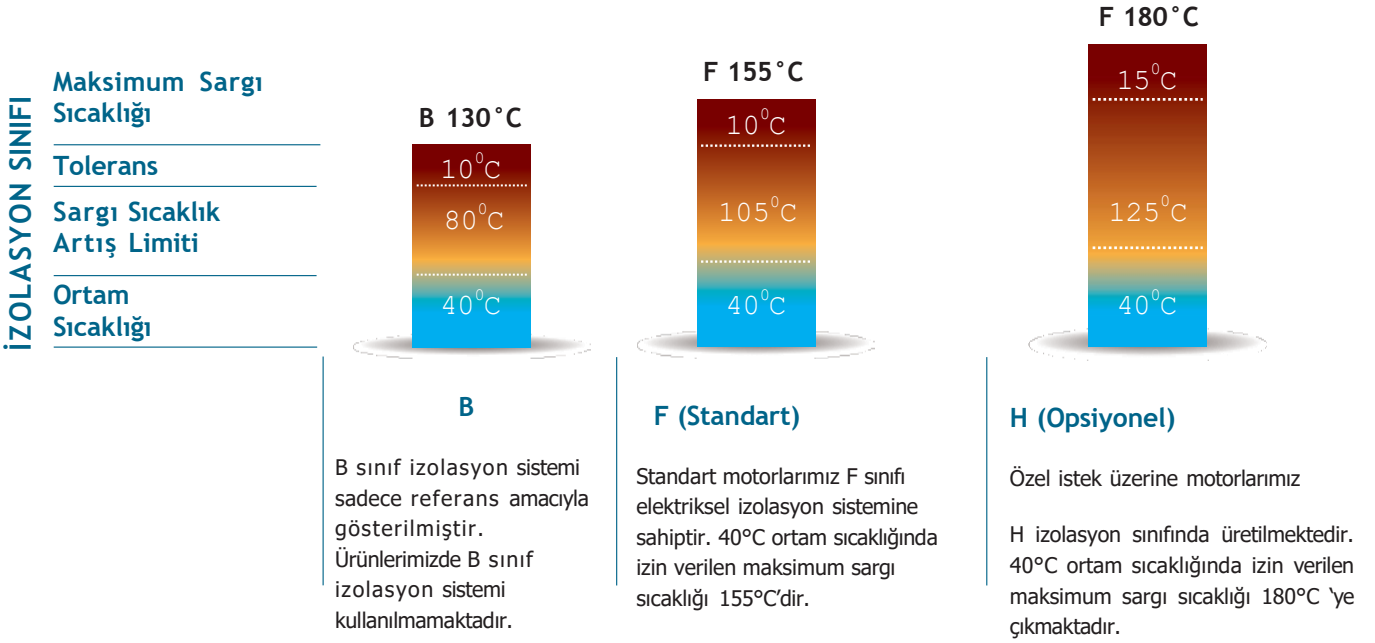 İZOLASYON SINIFI
Maksimum Sargı
Sıcaklığı
Tolerans
Sargı Sıcaklık
Artış Limiti
Ortam
Sıcaklığı
B 130°C
10⁰C
80⁰C
40⁰C
F 155°C
10⁰C
105⁰C
40⁰C
F 180°C
15⁰C
125⁰C
40⁰C
B
B sınıf izolasyon sistemi
sadece referans amacıyla
gösterilmiştir.
Ürünlerimizde B sınıf
izolasyon sistemi
kullanılmamaktadır.
F (Standart)
Standart motorlarımız F sınıfı
elektriksel izolasyon sistemine
sahiptir. 40°C ortam sıcaklığında
izin verilen maksimum sargı
sıcaklığı 155°C’dir.
H (Opsiyonel)
Özel istek üzerine motorlarımız
H izolasyon sınıfında üretilmektedir.
40°C ortam sıcaklığında izin verilen
maksimum sargı sıcaklığı 180°C ‘ye
çıkmaktadır.